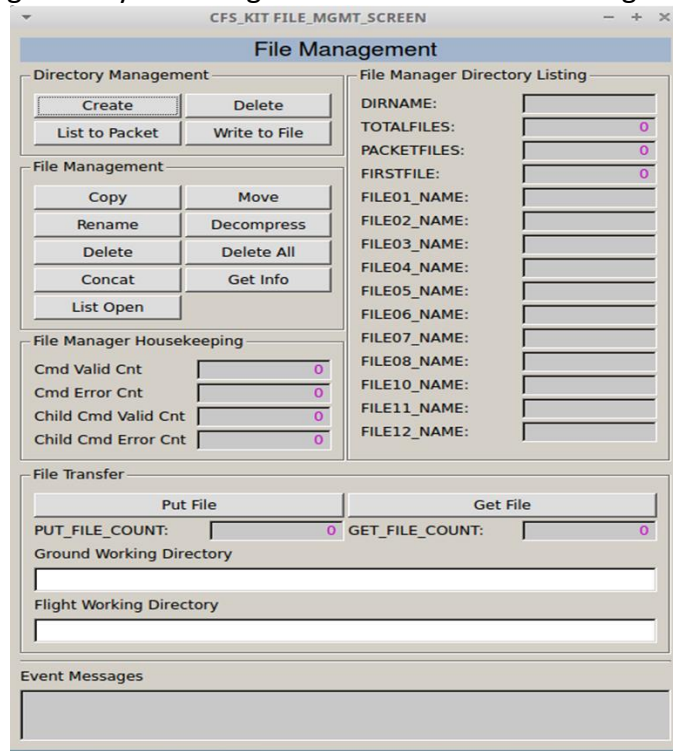 CFS_KIT FILE_MGMT_SCREEN
File Management
Directory Management
Create Delete
List to Packet Write to File
File Management
Copy Move
Rename Decompress
Delete Delete All
Concat Get Info
List Open
File Manager Housekeeping
Cmd Valid Cnt 0
Cmd Error Cnt 0
Child Cmd Valid Cnt 0
Child Cmd Error Cnt 0
File Manager Directory Listing
DIRNAME:
TOTALFILES: 0
PACKETFILES: 0
FIRSTFILE: 0
FILE01_NAME:
FILE02_NAME:
FILE03_NAME:
FILE04_NAME:
FILE05_NAME:
FILE06_NAME:
FILE07_NAME:
FILE08_NAME:
FILE10_NAME:
FILE11_NAME:
FILE12_NAME:
File Transfer
Put File Get File
PUT_FILE_COUNT: 0 GET_FILE_COUNT: 0
Ground Working Directory
Flight Working Directory
Event Messages